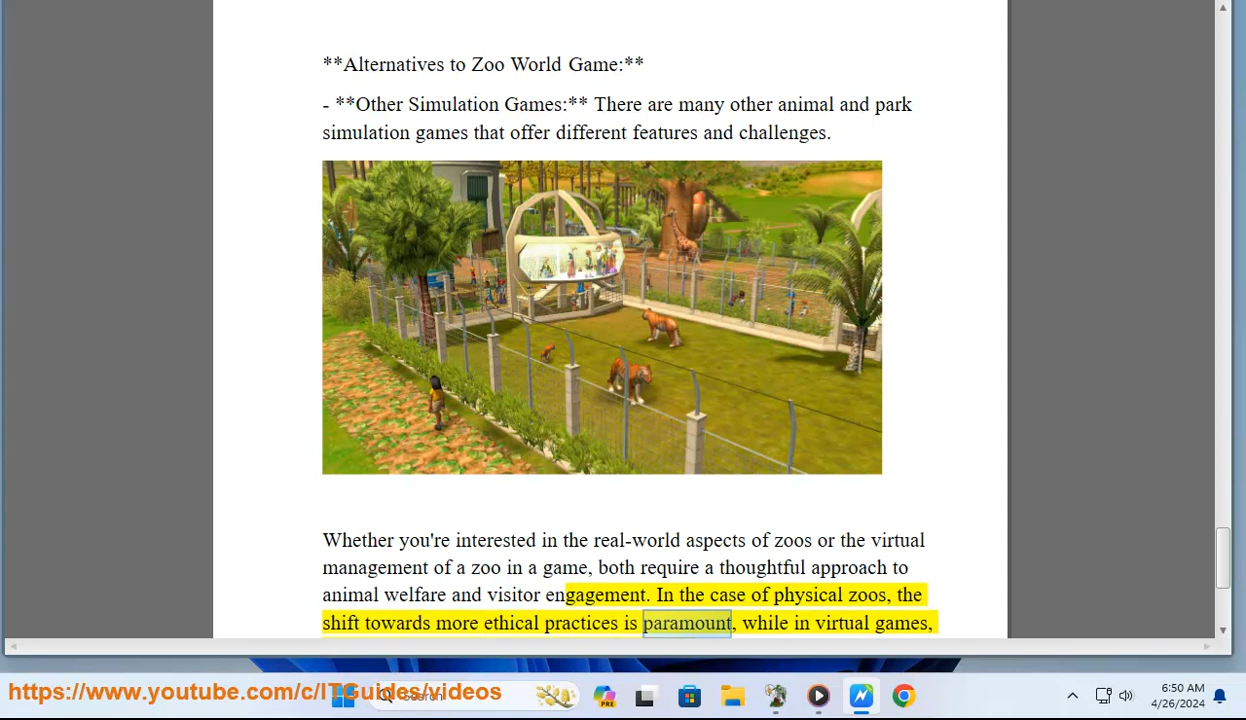 **Alternatives to Zoo World Game:**
- **Other Simulation Games:** There are many other animal and park
simulation games that offer different features and challenges.
Whether you're interested in the real-world aspects of zoos or the virtual
management of a zoo in a game, both require a thoughtful approach to
animal welfare and visitor engagement. In the case of physical zoos, the
shift towards more ethical practices is paramount, while in virtual games,
https://www.youtube.com/c/ITGuides/videos
Search
PRE
6:50 AM
4/26/2024